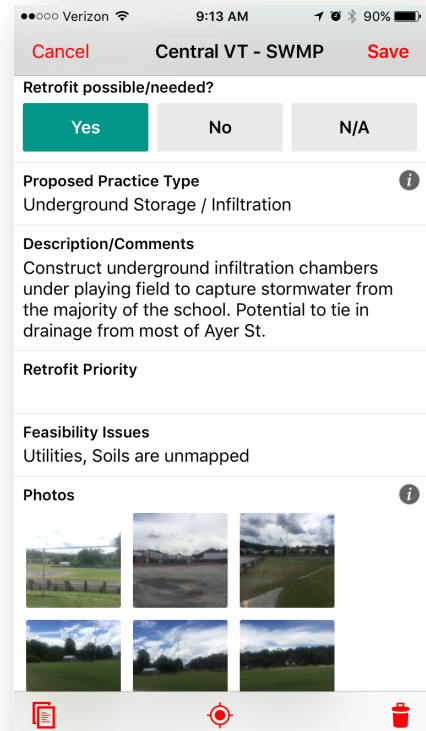 Verizon 9:13 AM 90%
Cancel Central VT - SWMP Save
Retrofit possible/needed?
Yes No N/A
Proposed Practice Type
Underground Storage / Infiltration
Description/Comments
Construct underground infiltration chambers
under playing field to capture stormwater from
the majority of the school. Potential to tie in
drainage from most of Ayer St.
Retrofit Priority
Feasibility Issues
Utilities, Soils are unmapped
Photos